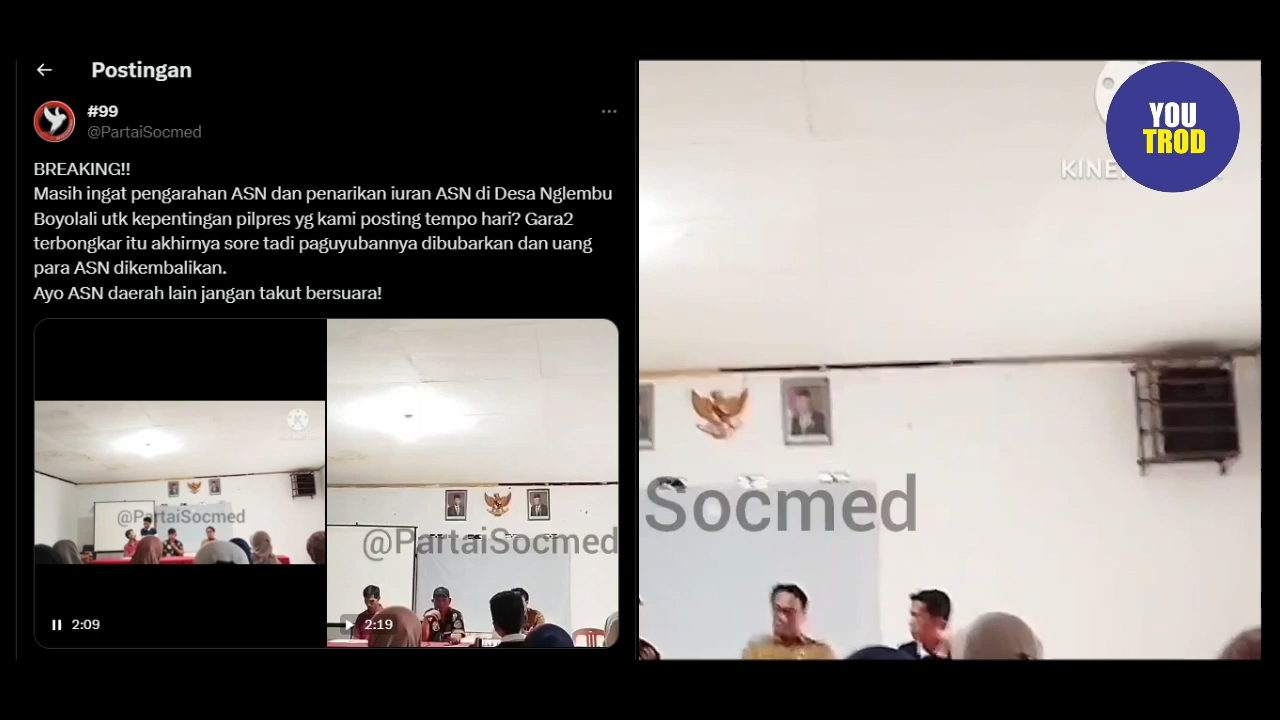 Postingan
#99
@PartaiSocmed
BREAKING!!
Masih ingat pengarahan ASN dan penarikan iuran ASN di Desa Nglembu
Boyolali utk kepentingan pilpres yg kami posting tempo hari? Gara2
terbongkar itu akhirnya sore tadi paguyubannya dibubarkan dan uang
para ASN dikembalikan.
Ayo ASN daerah lain jangan takut bersuara!
@PartaiSocmed
2:09
@PartaiSocmed
2:19
YOU
TROD
Socmed